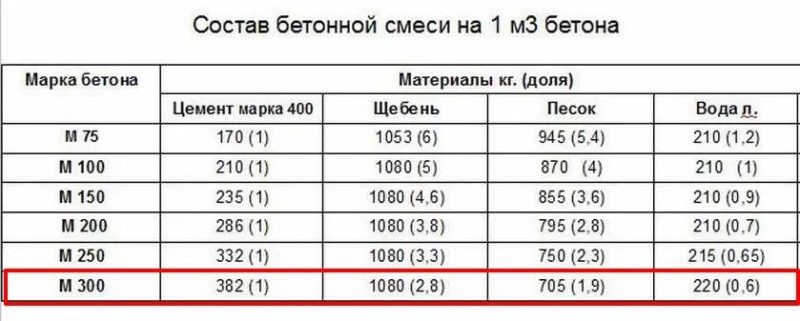 Состав бетонной смеси на 1 м3 бетона
Марка бетона Материалы кг. (доля)
Цемент марка 400 Щебень Песок Вода л.
М 75 170 (1) 1053 (6) 945 (5,4) 210 (1,2)
М 100 210 (1) 1080 (5) 870 (4) 210 (1)
М 150 235 (1) 1080 (4,6) 855 (3,6) 210 (0,9)
М 200 286 (1) 1080 (3,8) 795 (2,8) 210 (0,7)
М 250 332 (1) 1080 (3,3) 750 (2,3) 215 (0,65)
М 300 382 (1) 1080 (2,8) 705 (1,9) 220 (0,6)